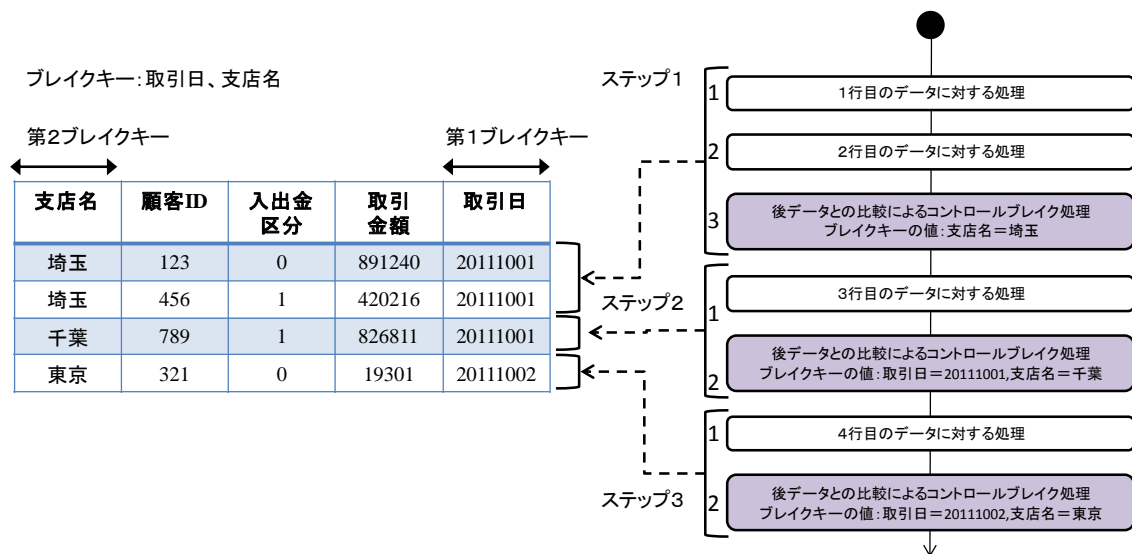 ブレイクキー：取引日、支店名
第2ブレイクキー
第1ブレイクキー
支店名 顧客ID 入出金区分 取引金額 取引日
埼玉 123 0 891240 20111001
埼玉 456 1 420216 20111001
千葉 789 1 826811 20111001
東京 321 0 19301 20111002
ステップ1
1
1行目のデータに対する処理
2
2行目のデータに対する処理
3
後データとの比較によるコントロールブレイク処理
ブレイクキーの値：支店名＝埼玉
ステップ2
1
3行目のデータに対する処理
2
後データとの比較によるコントロールブレイク処理
ブレイクキーの値：取引日＝20111001,支店名＝千葉
ステップ3
1
4行目のデータに対する処理
2
後データとの比較によるコントロールブレイク処理
ブレイクキーの値：取引日＝20111002,支店名＝東京